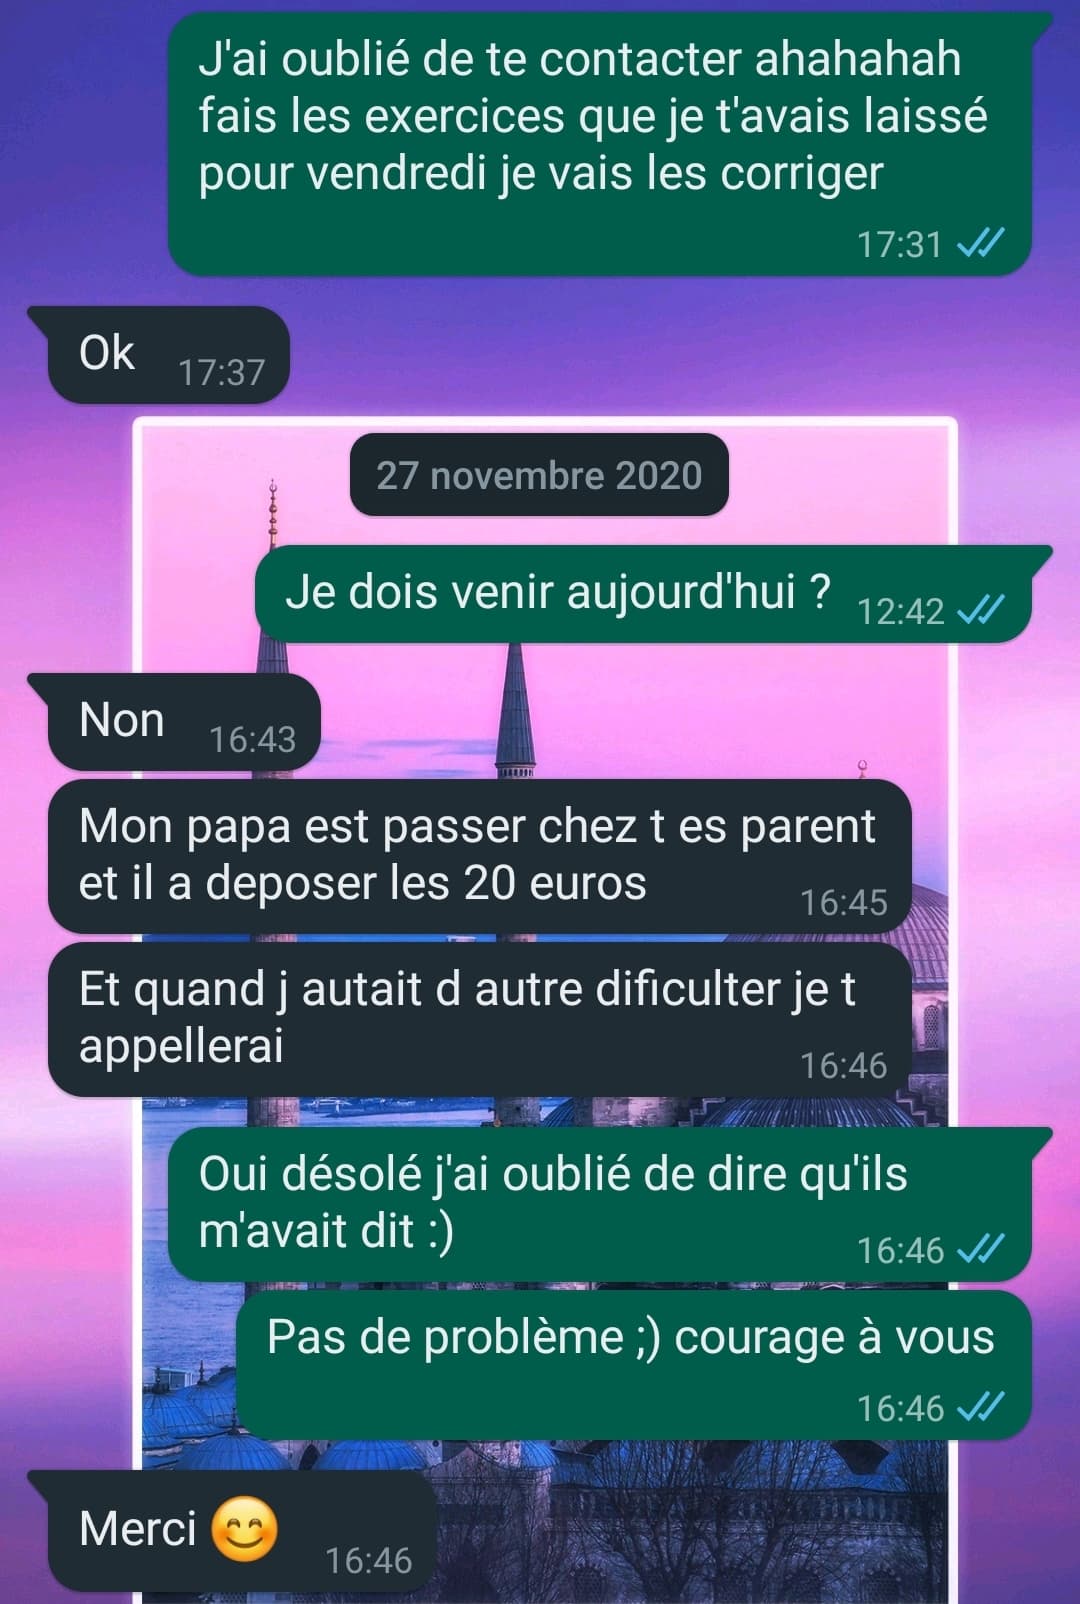 J'ai oublié de te contacter ahahahah
fais les exercices que je t'avais laissé
pour vendredi je vais les corriger
17:31
Ok
17:37
27 novembre 2020
Je dois venir aujourd'hui ?
12:42
Non
16:43
Mon papa est passer chez t es parent
et il a deposer les 20 euros
16:45
Et quand j autait d autre dificulter je t
appellerai
16:46
Oui désolé j'ai oublié de dire qu'ils
m'avait dit :)
16:46
Pas de problème ;) courage à vous
16:46
Merci 😊
16:46